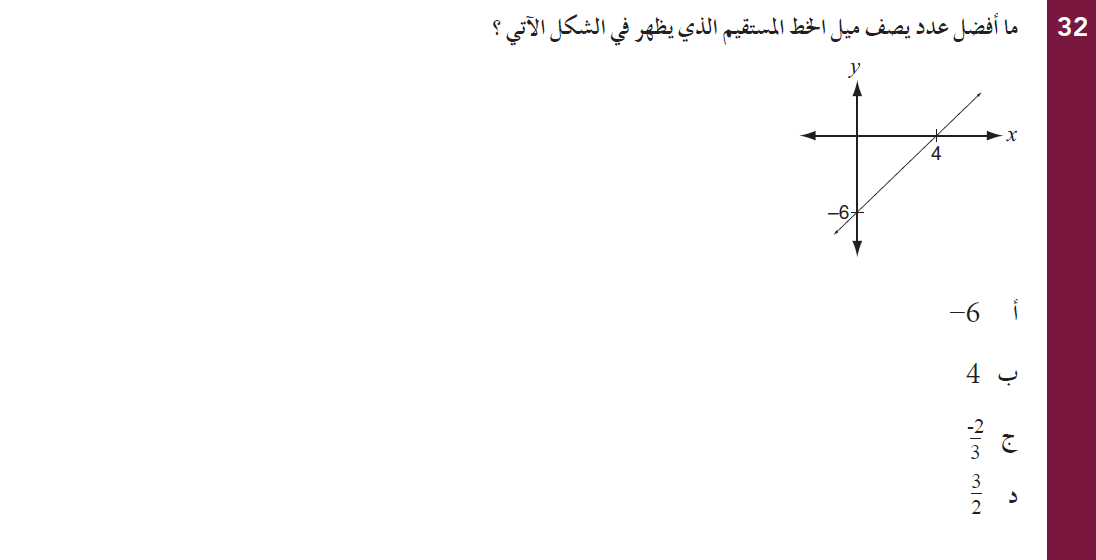 32
ما أفضل عدد يصف ميل الخط المستقيم الذي يظهر في الشكل الآتي ؟
y
x
4
–6
أ –6
ب 4
ج -2/3
د 3/2